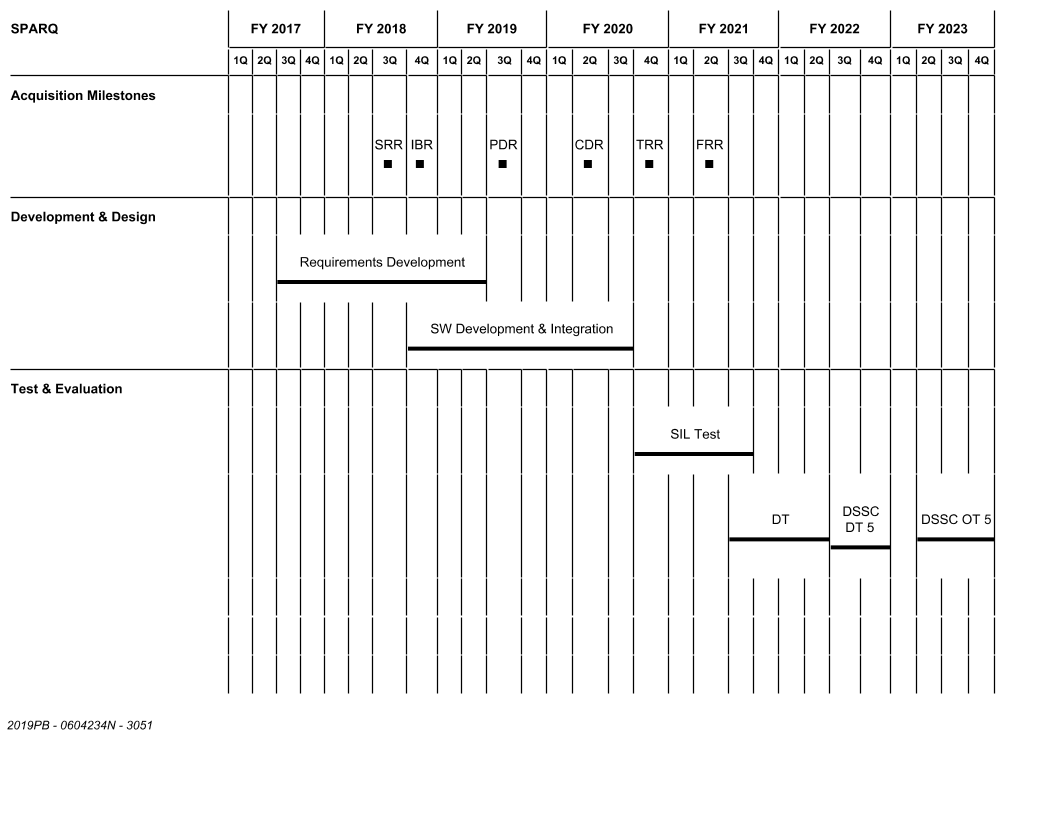 SPARQ FY 2017 FY 2018 FY 2019 FY 2020 FY 2021 FY 2022 FY 2023
1Q 2Q 3Q 4Q 1Q 2Q 3Q 4Q 1Q 2Q 3Q 4Q 1Q 2Q 3Q 4Q 1Q 2Q 3Q 4Q 1Q 2Q 3Q 4Q 1Q 2Q 3Q 4Q
Acquisition Milestones
SRR IBR PDR CDR TRR FRR
Development & Design
Requirements Development
SW Development & Integration
Test & Evaluation
SIL Test
DT
DSSC
DT 5
DSSC OT 5
2019PB - 0604234N - 3051